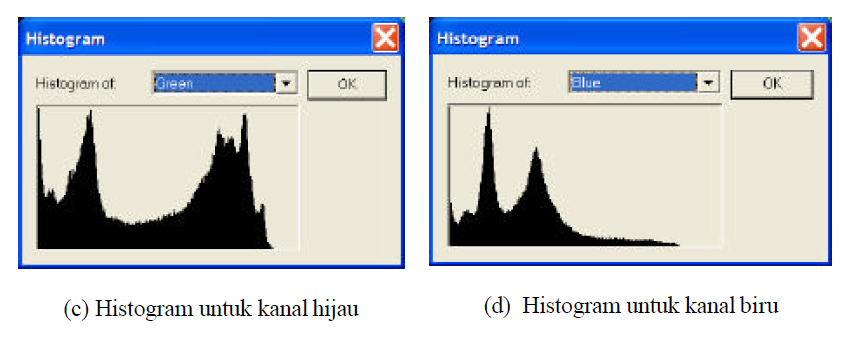 Histogram
Histogram of:
Green
OK
(c) Histogram untuk kanal hijau
Histogram
Histogram of:
Blue
OK
(d) Histogram untuk kanal biru